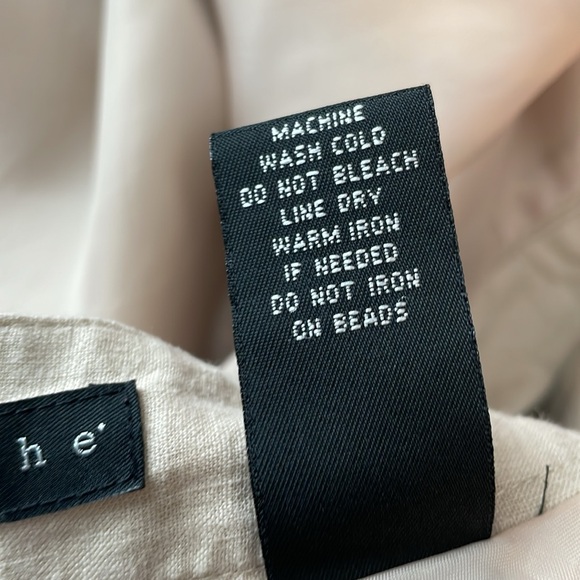 MACHINE
WASH COLD
DO NOT BLEACH
LINE DRY
WARM IRON
IF NEEDED
DO NOT IRON
ON BEADS
h e